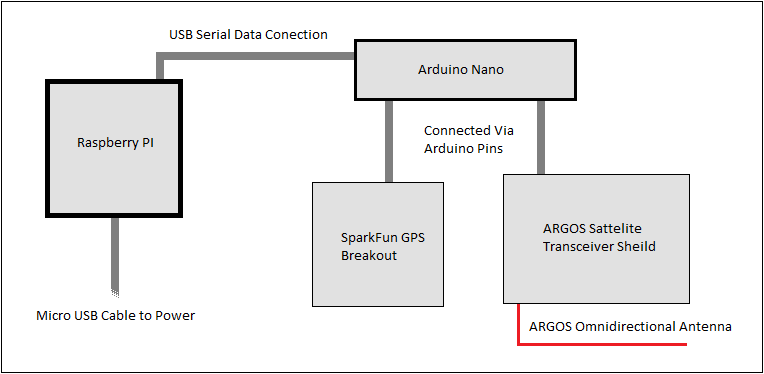 USB Serial Data Conection
Arduino Nano
Raspberry PI
Connected Via
Arduino Pins
SparkFun GPS
Breakout
ARGOS Sattelite
Transceiver Sheild
Micro USB Cable to Power
ARGOS Omnidirectional Antenna